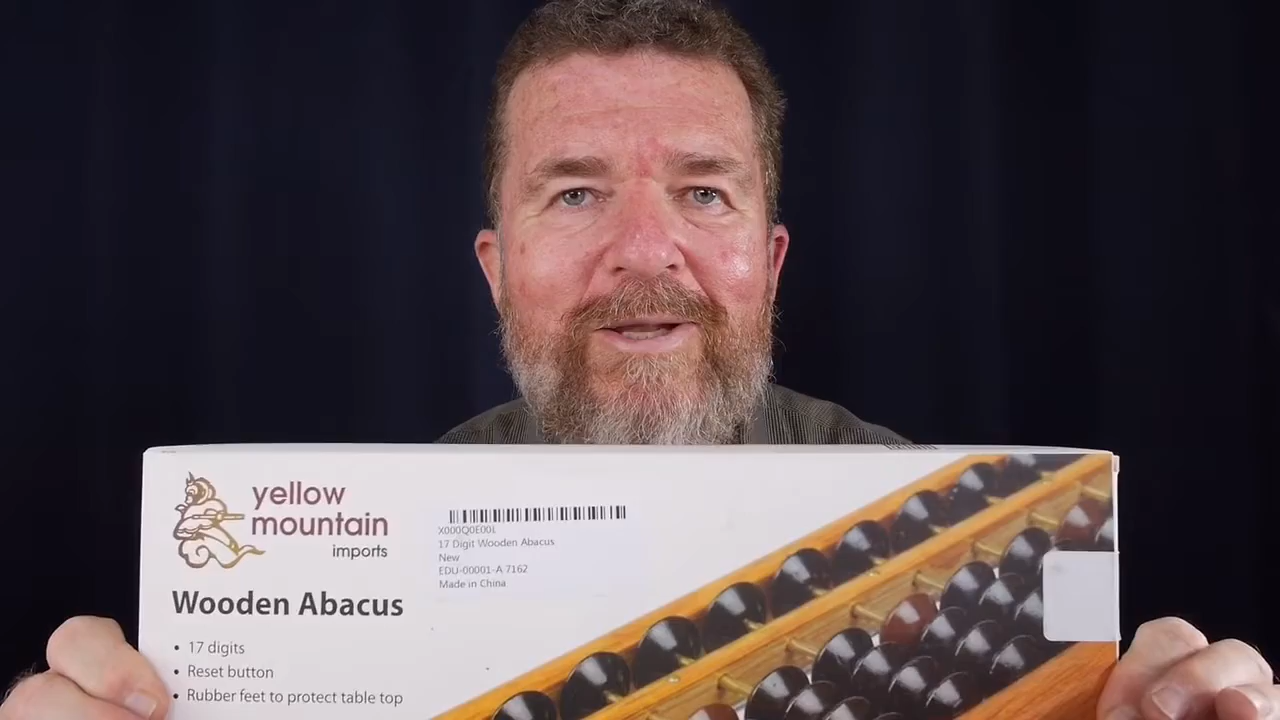 yellow
mountain
imports
X000Q0E00L
17 Digit Wooden Abacus
New
EDU-00001-A 7162
Made in China
Wooden Abacus
• 17 digits
• Reset button
• Rubber feet to protect table top